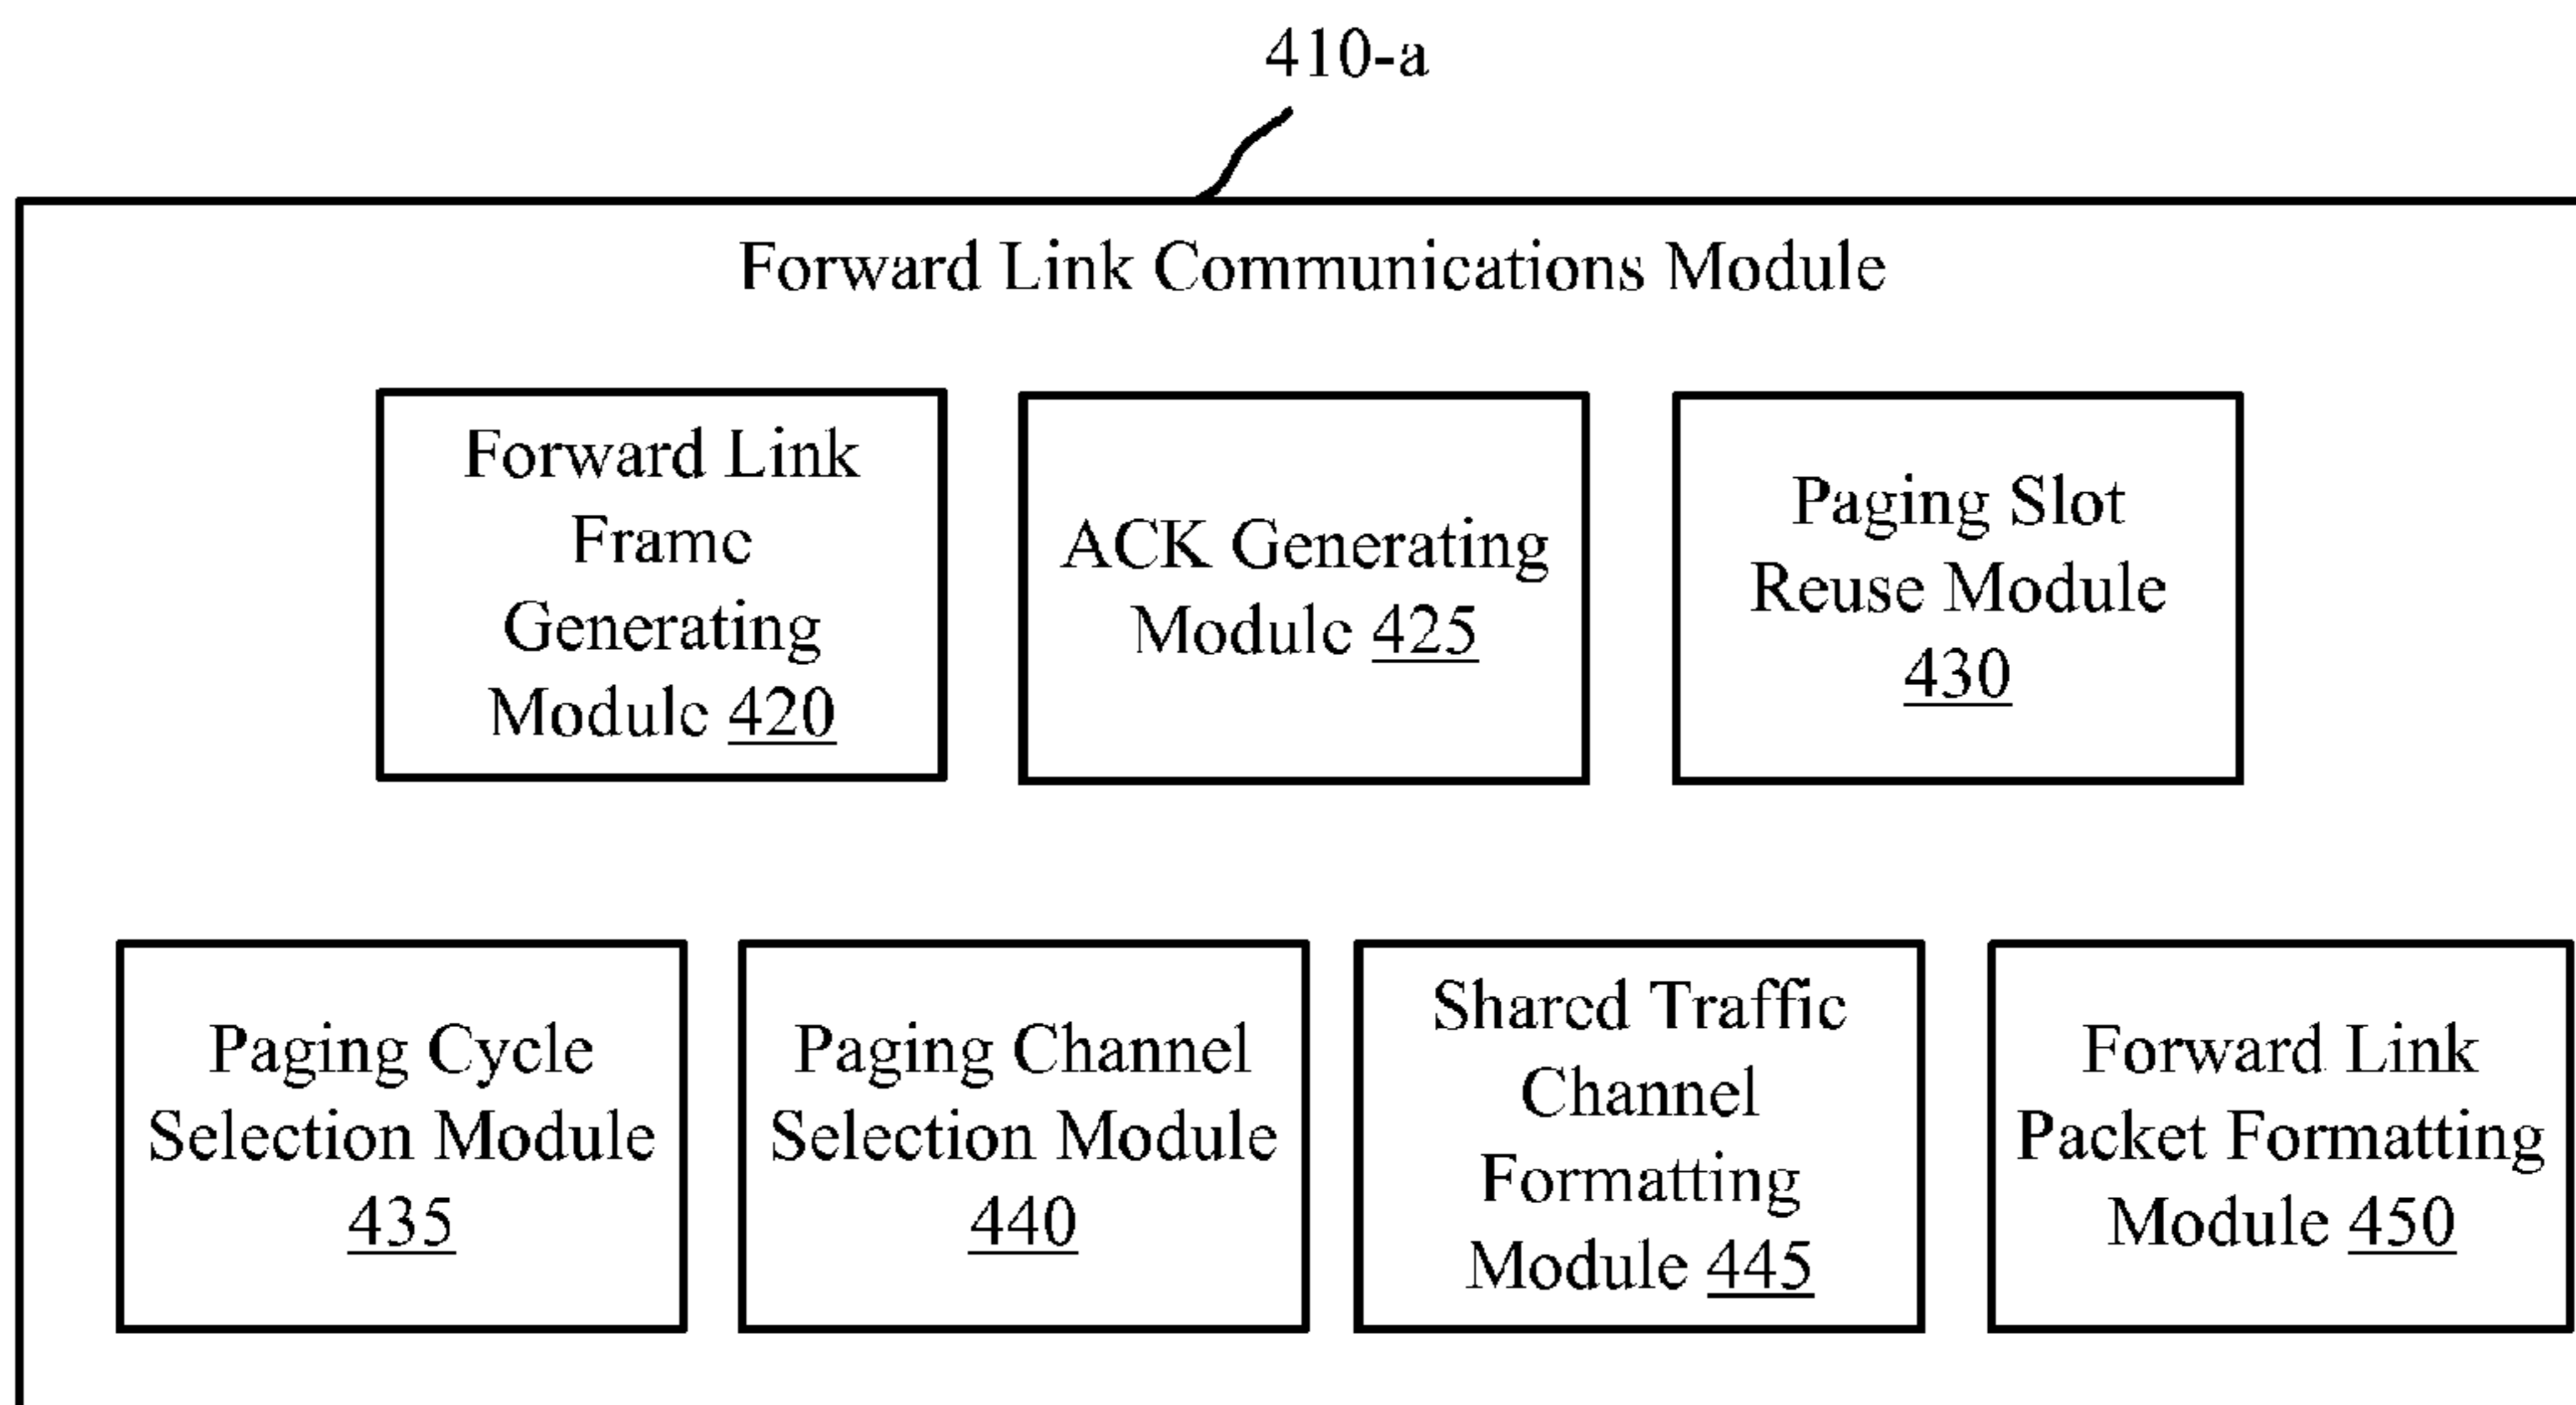 410-a
Forward Link Communications Module
Forward Link
Frame
Generating
Module 420
ACK Generating
Module 425
Paging Slot
Reuse Module
430
Paging Cycle
Selection Module
435
Paging Channel
Selection Module
440
Shared Traffic
Channel
Formatting
Module 445
Forward Link
Packet Formatting
Module 450